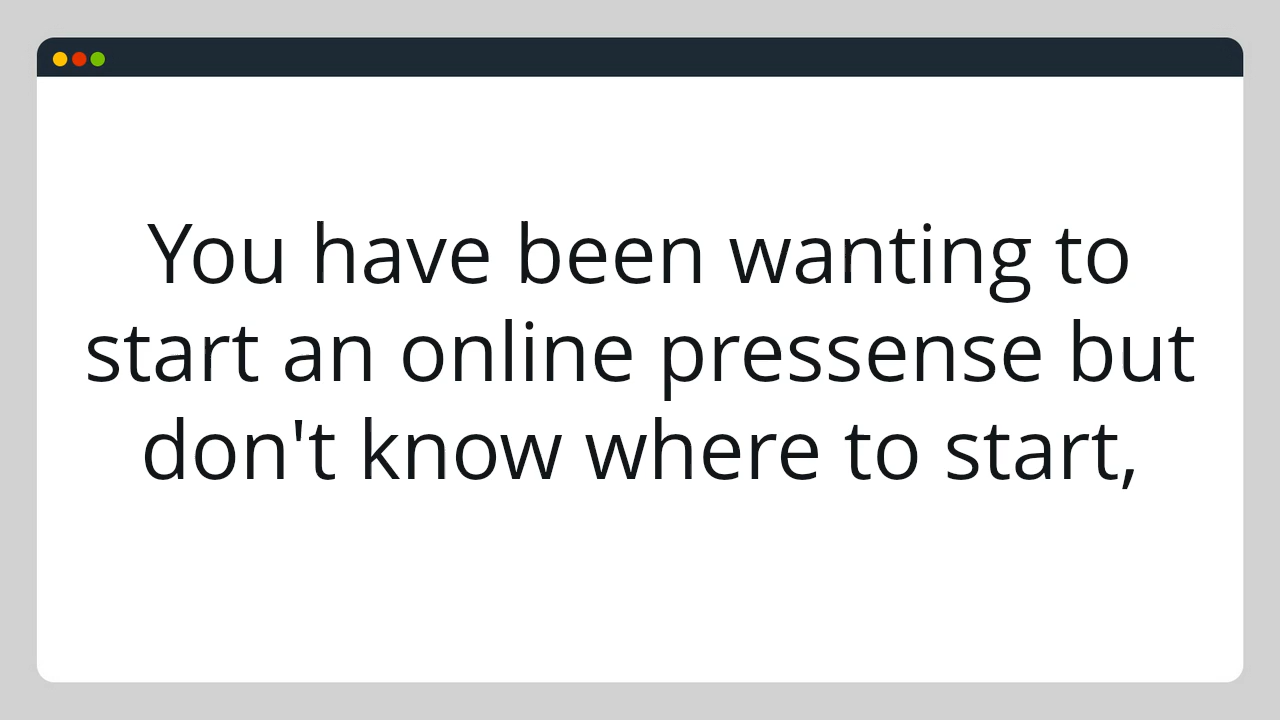 You have been wanting to
start an online pressense but
don't know where to start,